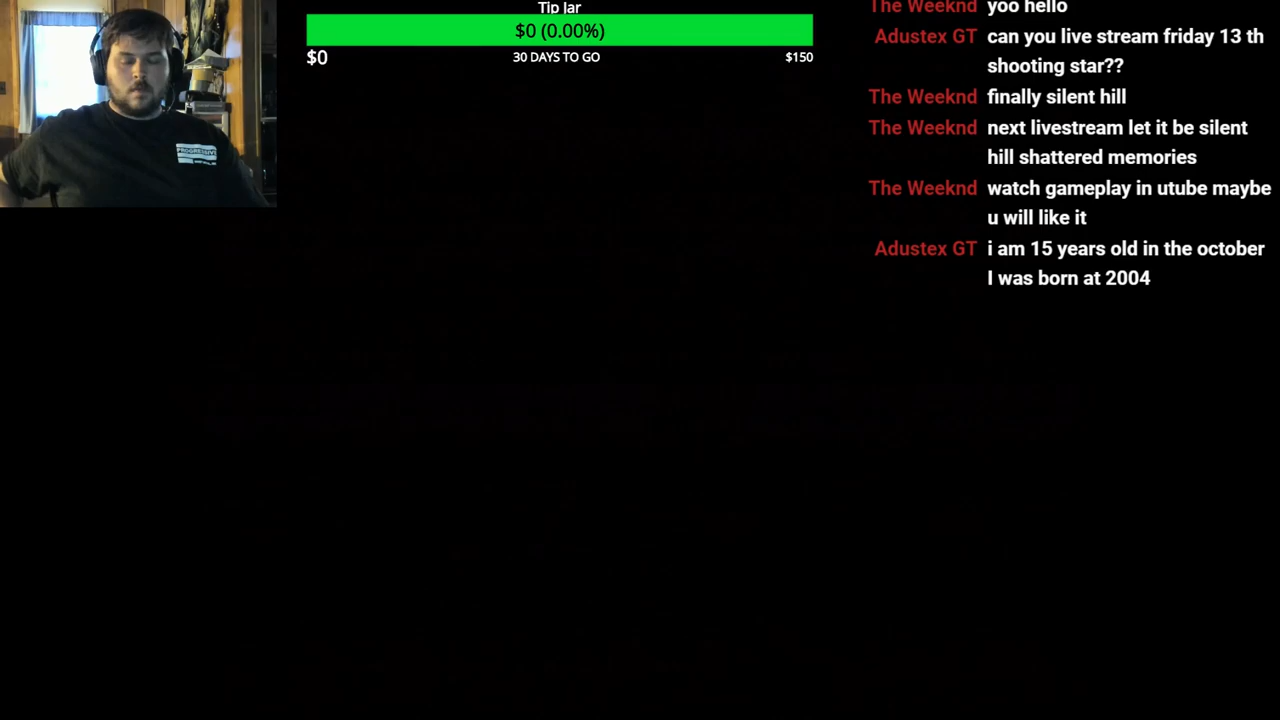 Tip Jar
$0 (0.00%)
$0
30 DAYS TO GO
$150
The Weeknd yoo hello
Adustex GT can you live stream friday 13 th
shooting star??
The Weeknd finally silent hill
The Weeknd next livestream let it be silent
hill shattered memories
The Weeknd watch gameplay in utube maybe
u will like it
Adustex GT i am 15 years old in the october
I was born at 2004
PROGRESSIVE